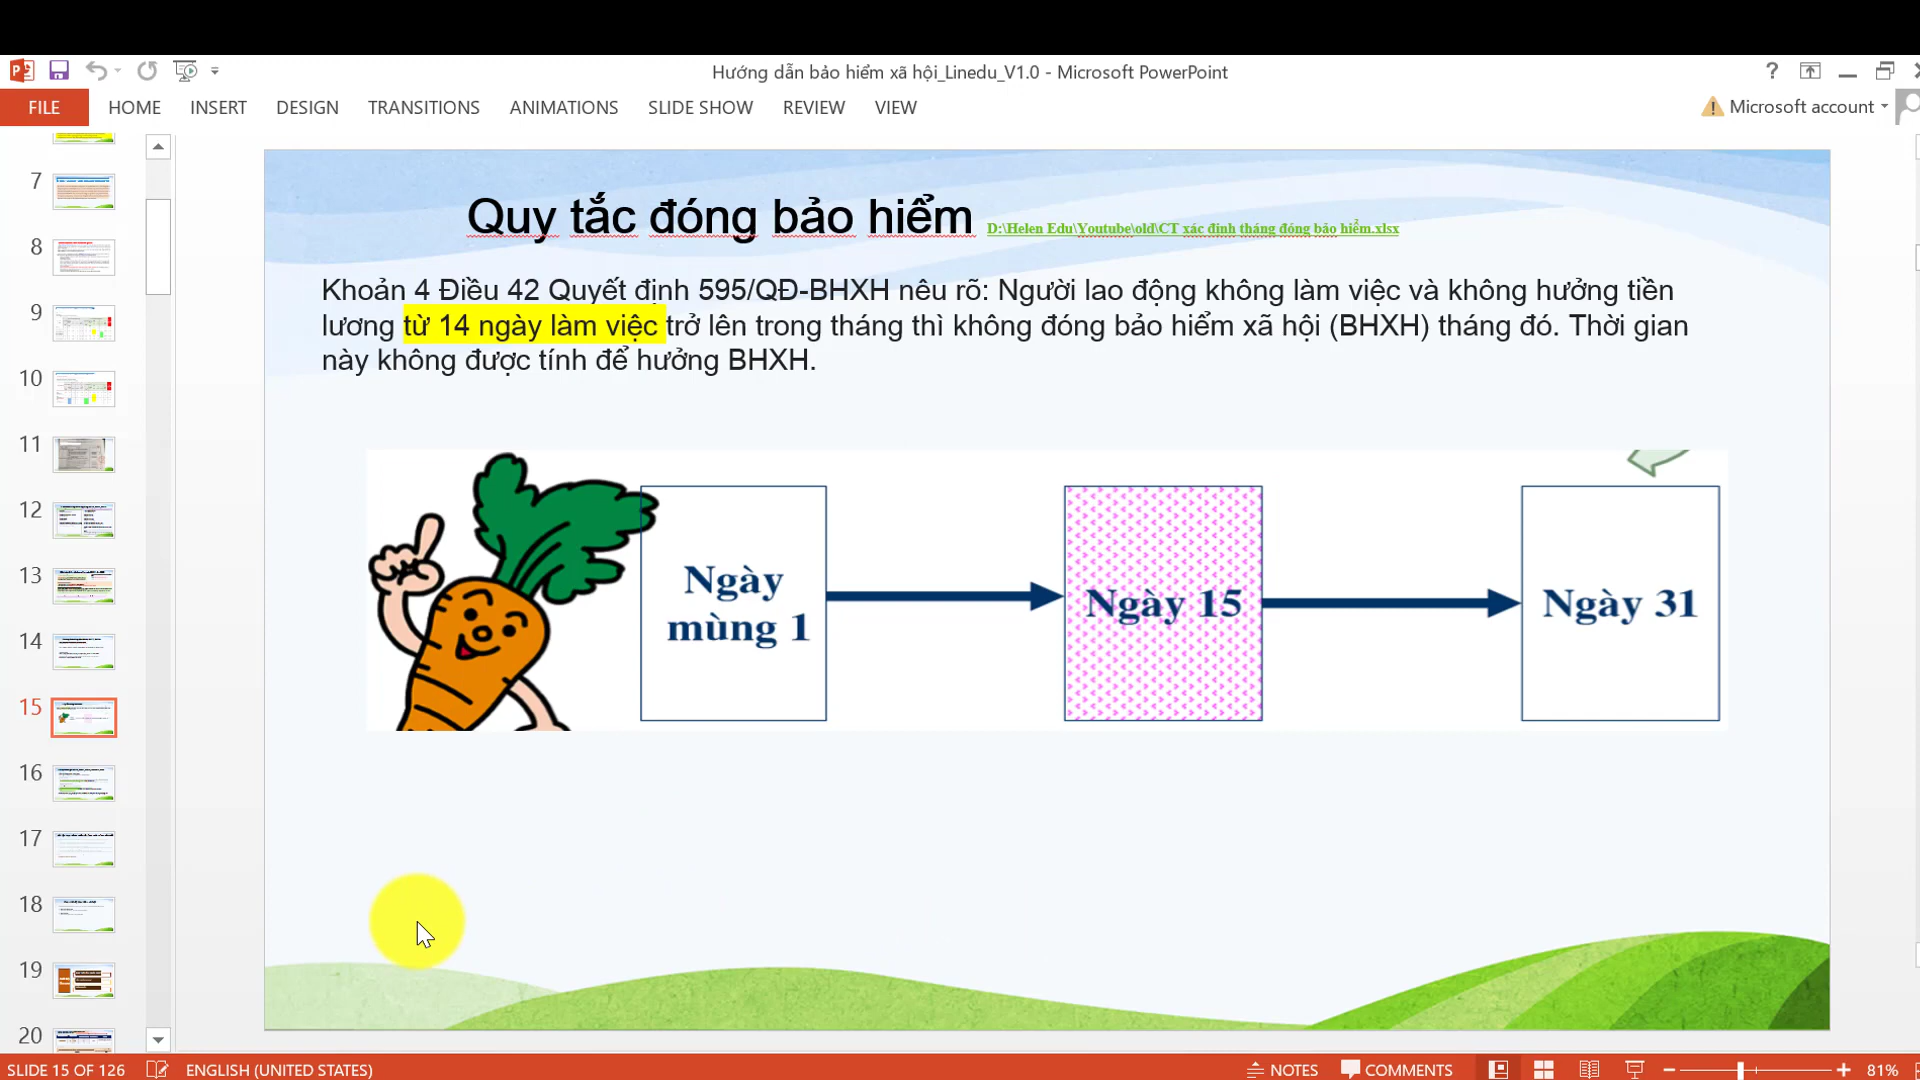 Hướng dẫn bảo hiểm xã hội_Linedu_V1.0 - Microsoft PowerPoint
FILE HOME INSERT DESIGN TRANSITIONS ANIMATIONS SLIDE SHOW REVIEW VIEW Microsoft account
7
8
9
10
11
12
13
14
15
16
17
18
19
20
Quy tắc đóng bảo hiểm D:\Helen Edu\Youtube\old\CT xác định tháng đóng bảo hiểm.xlsx
Khoản 4 Điều 42 Quyết định 595/QĐ-BHXH nêu rõ: Người lao động không làm việc và không hưởng tiền
lương từ 14 ngày làm việc trở lên trong tháng thì không đóng bảo hiểm xã hội (BHXH) tháng đó. Thời gian
này không được tính để hưởng BHXH.
Ngày
mùng 1
Ngày 15
Ngày 31
SLIDE 15 OF 126 ENGLISH (UNITED STATES) NOTES COMMENTS 81%